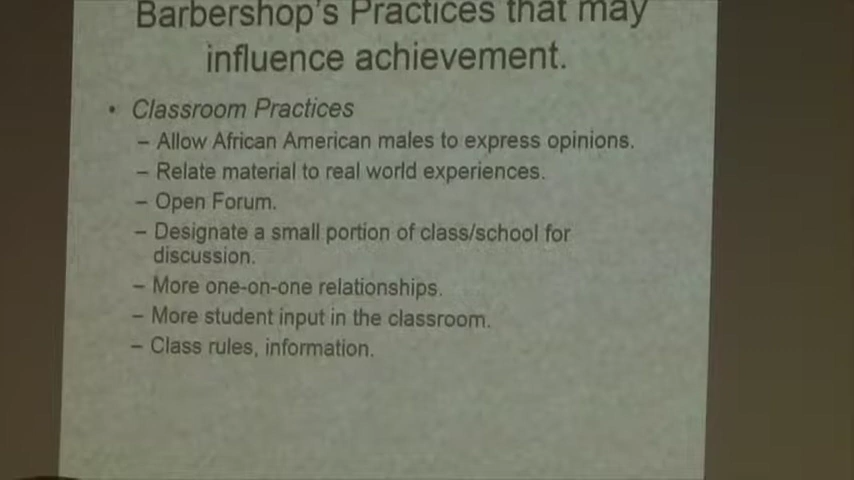 Barbershop's Practices that may
influence achievement.
• Classroom Practices
– Allow African American males to express opinions.
– Relate material to real world experiences.
– Open Forum.
– Designate a small portion of class/school for
discussion.
– More one-on-one relationships.
– More student input in the classroom.
– Class rules, information.